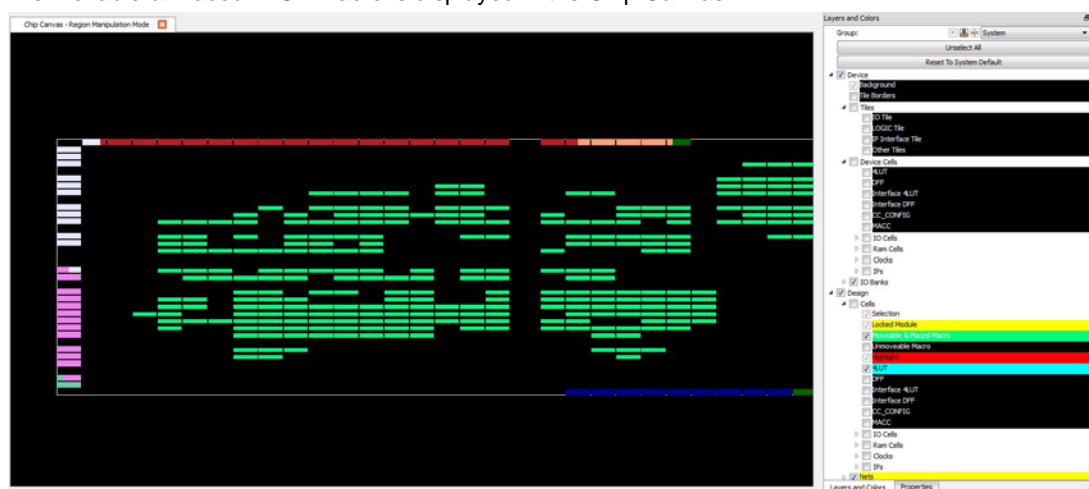 Chip Canvas - Region Manipulation Mode
Layers and Colors
Group:
System
Unselect All
Reset To System Default
Device
Background
Tile Borders
Tiles
IO Tile
LOGIC Tile
IP Interface Tile
Other Tiles
Device Cells
4LUT
DFF
Interface 4LUT
Interface DFF
CC_CONFIG
MACC
IO Cells
Ram Cells
Clocks
IPs
IO Banks
Design
Cells
Selection
Locked Module
Moveable & Placed Macro
Unmoveable Macro
Highlight
4LUT
DFF
Interface 4LUT
Interface DFF
CC_CONFIG
MACC
IO Cells
Ram Cells
Clocks
IPs
Nets
Layers and Colors Properties